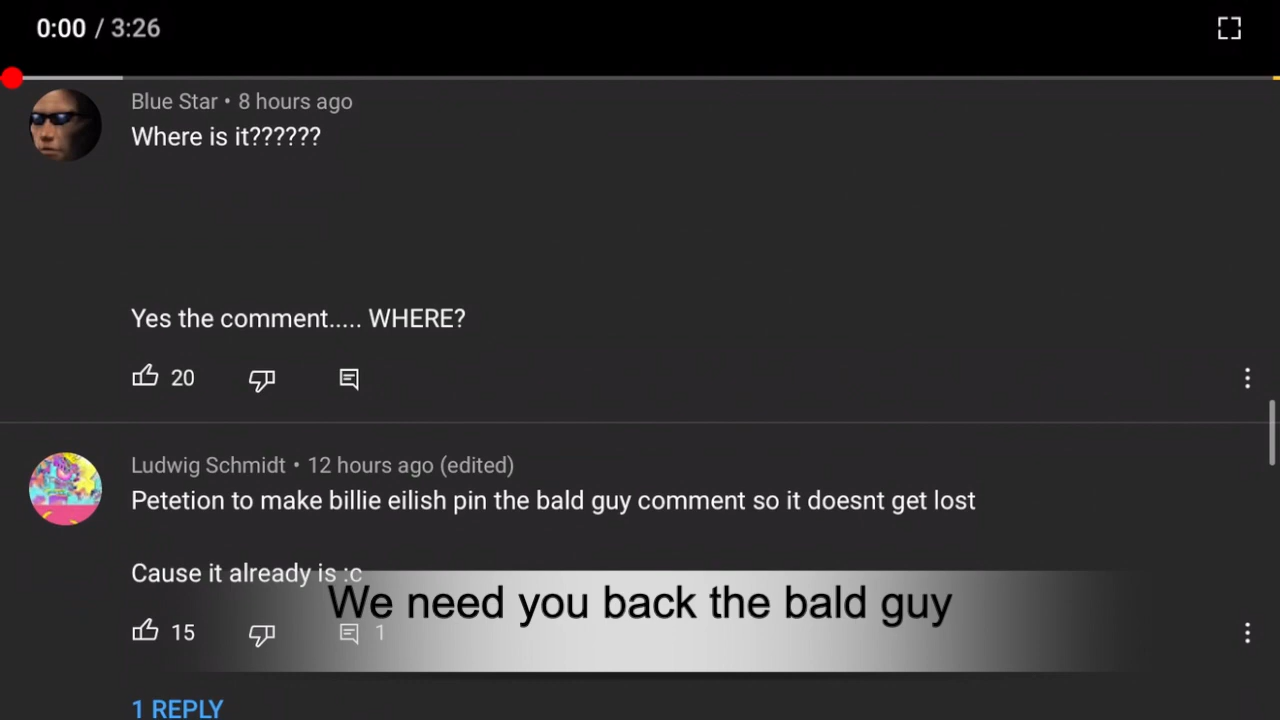 0:00 / 3:26
Blue Star • 8 hours ago
Where is it??????
Yes the comment..... WHERE?
20
Ludwig Schmidt • 12 hours ago (edited)
Petetion to make billie eilish pin the bald guy comment so it doesnt get lost
Cause it already is :c
We need you back the bald guy
15 1
1 REPLY